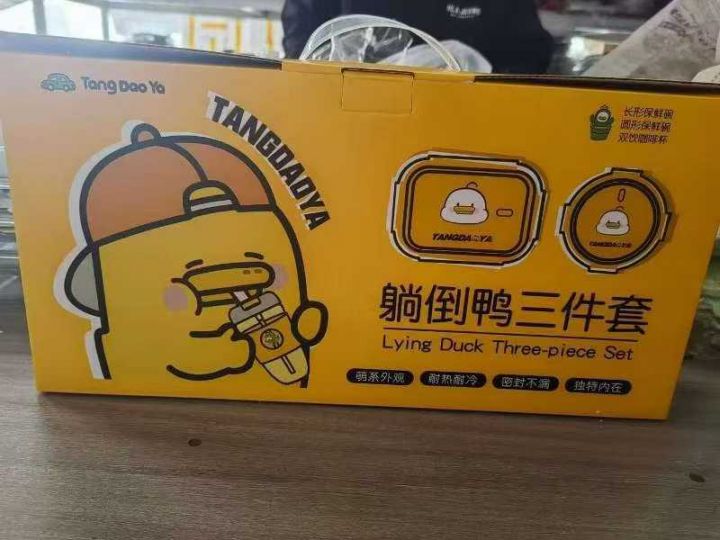 Tang Dao Ya
TANGDAOYA
长形保鲜碗
圆形保鲜碗
双饮咖啡杯
TANGDAOYA
TANGDAOYA
躺倒鸭三件套
Lying Duck Three-piece Set
萌系外观
耐热耐冷
密封不漏
独特内在